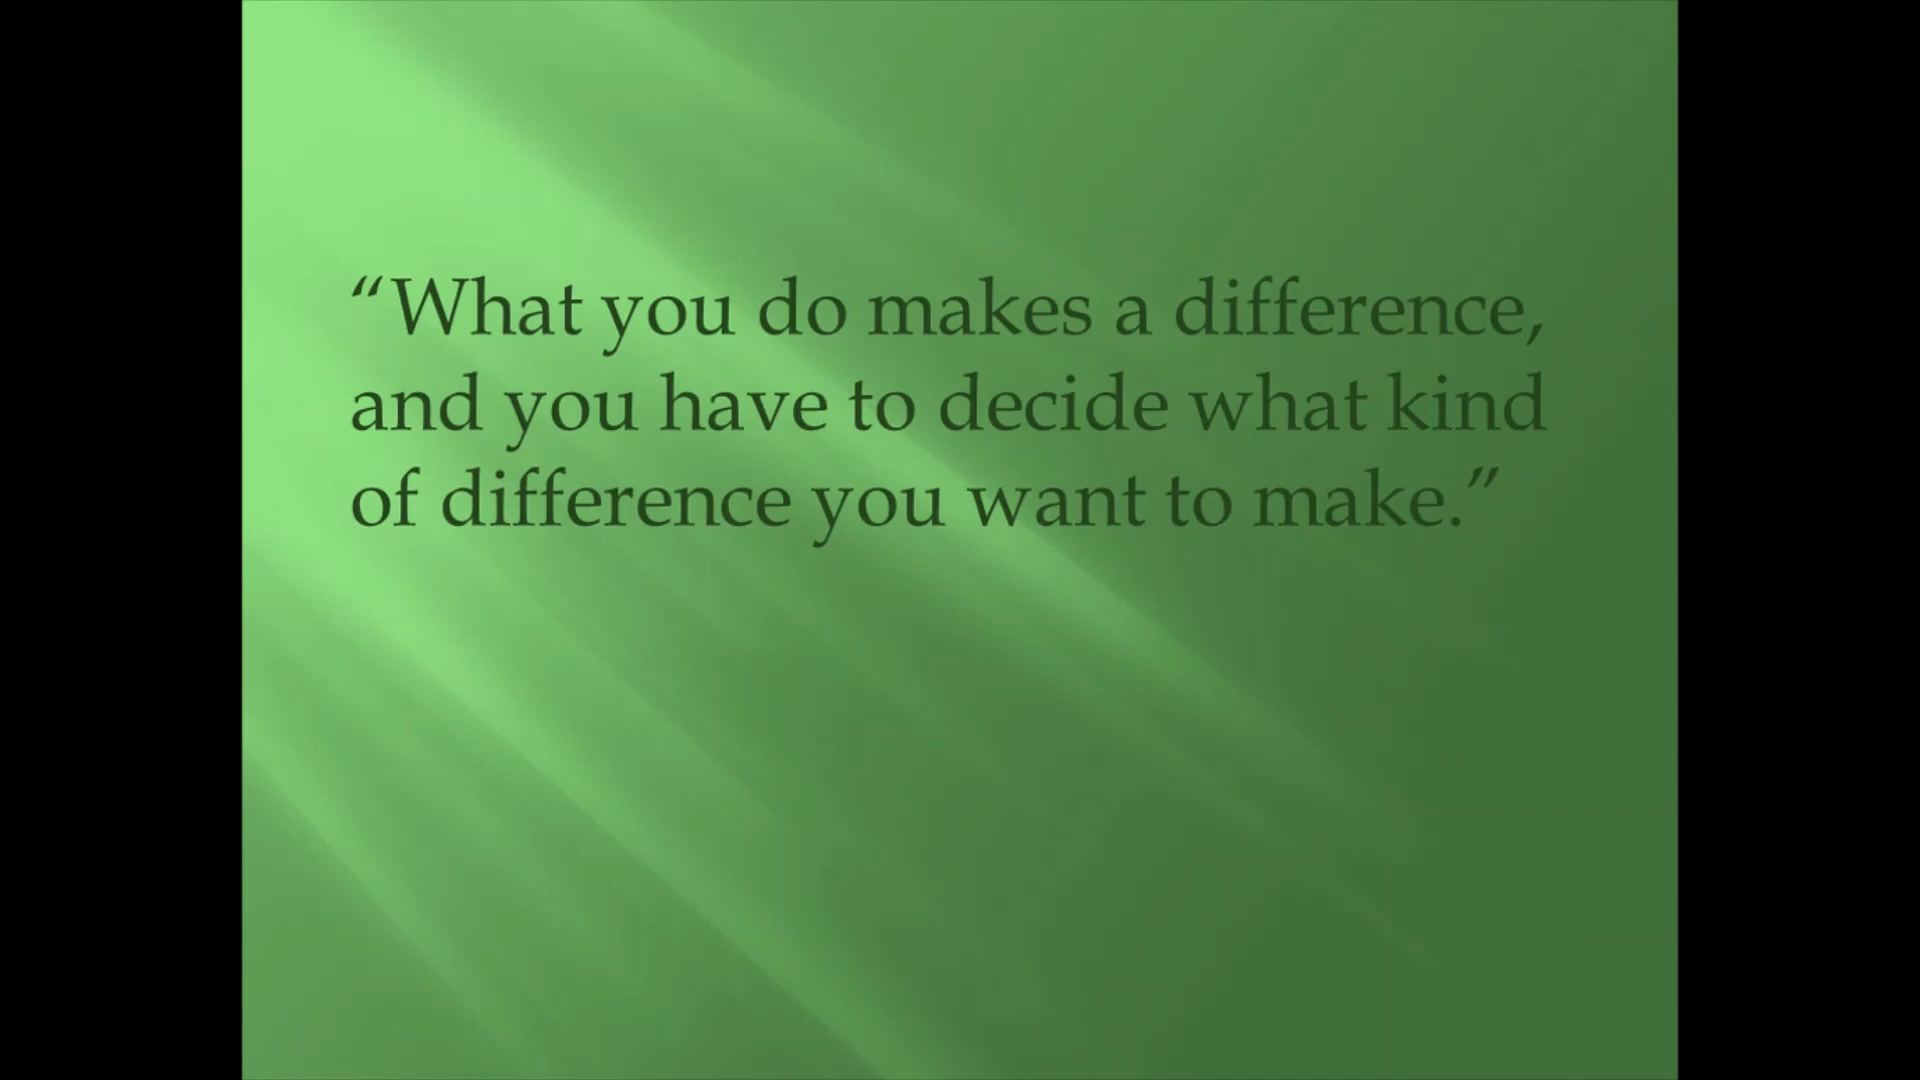 “What you do makes a difference,
and you have to decide what kind
of difference you want to make.”